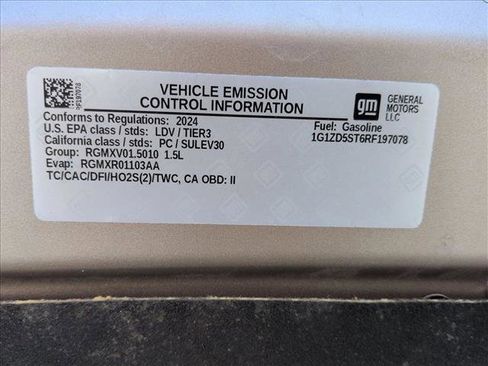 VEHICLE EMISSION
CONTROL INFORMATION
gm
GENERAL
MOTORS
LLC
Conforms to Regulations: 2024
U.S. EPA class / stds: LDV / TIER3
California class / stds: PC / SULEV30
Group: RGMXV01.5010 1.5L
Evap: RGMXR01103AA
TC/CAC/DFI/HO2S(2)/TWC, CA OBD: II
Fuel: Gasoline
1G1ZD5ST6RF197078